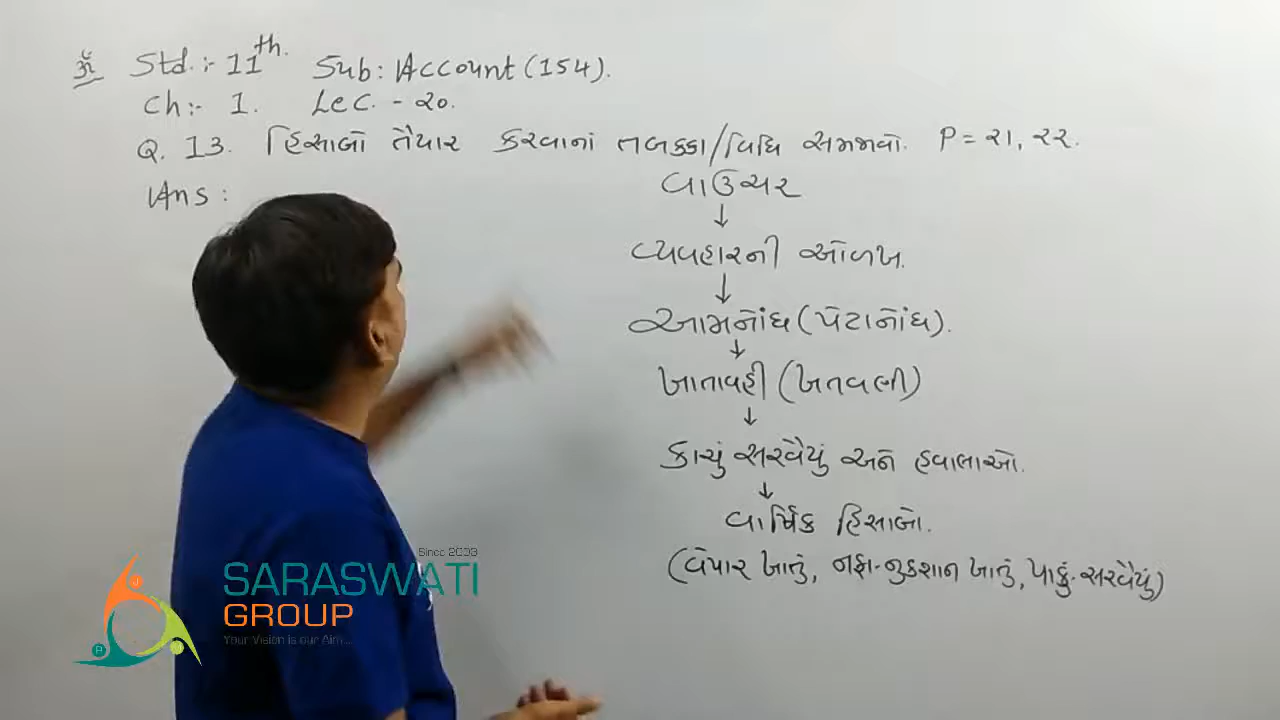 ૐ Std :- 11th. Sub : Account (154).
Ch :- 1. Lec. - ૨૦.
Q. 13. હિસાબો તૈયાર કરવાનાં તબક્કા/વિધિ સમજાવો. P = ૨૧, ૨૨.
Ans :
વાઉચર
↓
વ્યવહારની ઓળખ.
↓
આમનોંધ (પેટાનોંધ).
↓
ખાતાવહી (ખતવણી)
↓
કાચું સરવૈયું અને હવાલાઓ.
↓
વાર્ષિક હિસાબો.
(વેપાર ખાતું, નફા-નુકશાન ખાતું, પાકું-સરવૈયું)
Since 2003
SARASWATI
GROUP
Your Vision is our Aim...